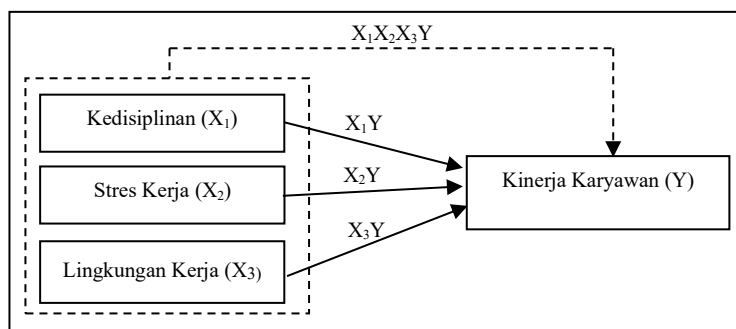 X₁X₂X₃Y
Kedisiplinan (X₁)
X₁Y
Stres Kerja (X₂)
X₂Y
Kinerja Karyawan (Y)
X₃Y
Lingkungan Kerja (X₃)